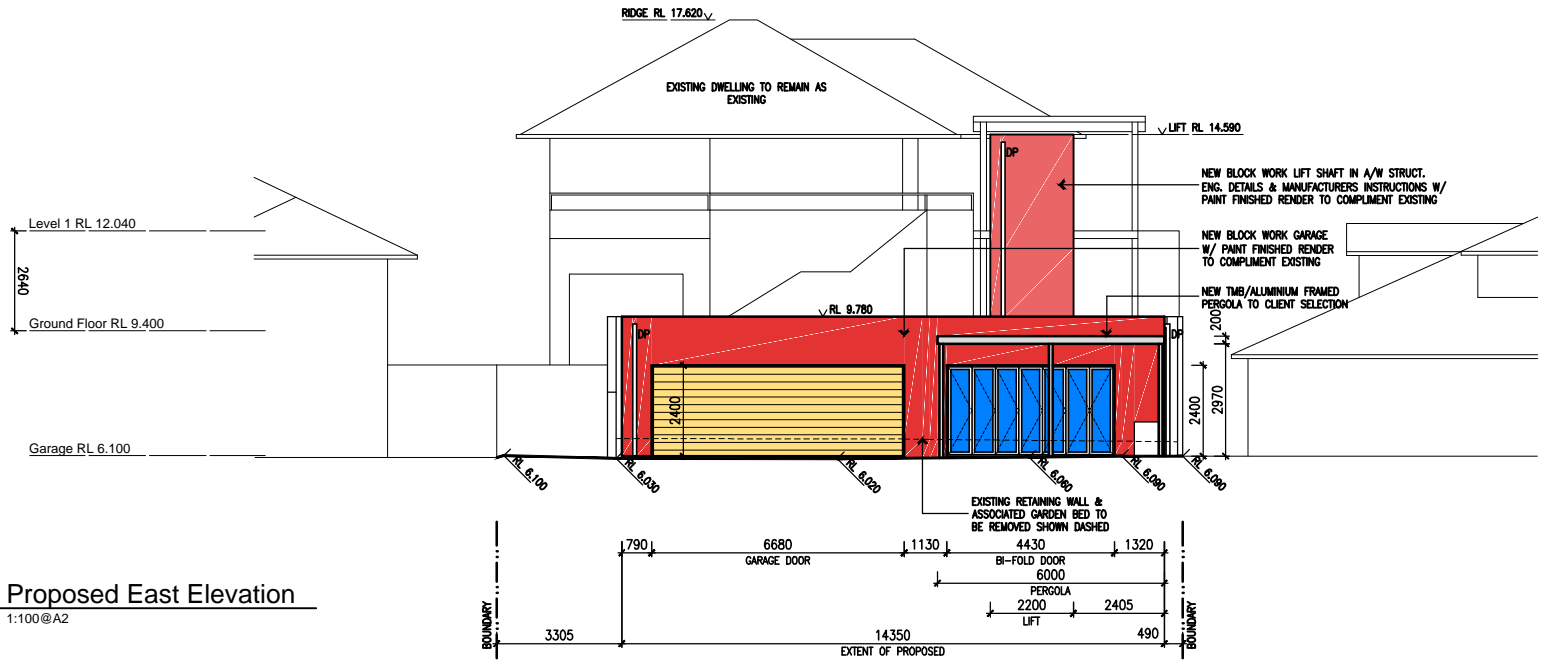 RIDGE RL 17.620
EXISTING DWELLING TO REMAIN AS
EXISTING
LIFT RL 14.590
DP
NEW BLOCK WORK LIFT SHAFT IN A/W STRUCT.
ENG. DETAILS & MANUFACTURERS INSTRUCTIONS W/
PAINT FINISHED RENDER TO COMPLIMENT EXISTING
Level 1 RL 12.040
NEW BLOCK WORK GARAGE
W/ PAINT FINISHED RENDER
TO COMPLIMENT EXISTING
2640
NEW TMB/ALUMINIUM FRAMED
PERGOLA TO CLIENT SELECTION
RL 9.780
Ground Floor RL 9.400
200
DP
DP
2400
2400
2970
Garage RL 6.100
RL 6.100
RL 6.030
RL 6.020
RL 6.060
RL 6.090
RL 6.090
EXISTING RETAINING WALL &
ASSOCIATED GARDEN BED TO
BE REMOVED SHOWN DASHED
790
6680
1130
4430
1320
GARAGE DOOR
BI-FOLD DOOR
6000
PERGOLA
2200
2405
LIFT
BOUNDARY
3305
14350
490
BOUNDARY
EXTENT OF PROPOSED
Proposed East Elevation
1:100@A2